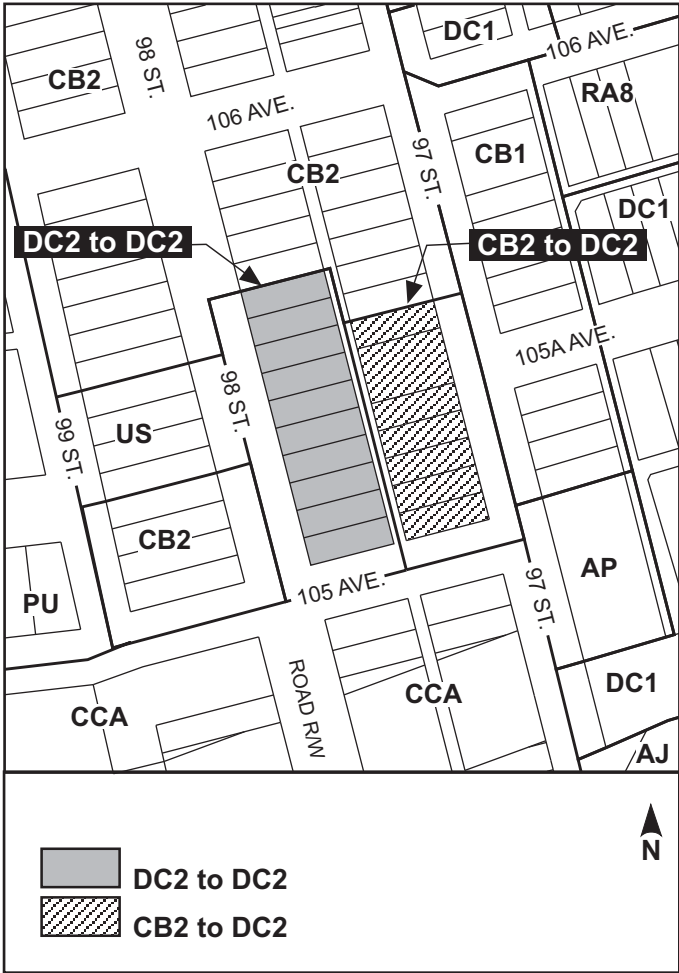 DC1
106 AVE.
98 ST.
CB2
RA8
106 AVE.
97 ST.
CB1
CB2
DC1
DC2 to DC2
CB2 to DC2
105A AVE.
98 ST.
99 ST.
US
CB2
AP
97 ST.
105 AVE.
PU
ROAD R/W
DC1
CCA
CCA
AJ
N
DC2 to DC2
CB2 to DC2